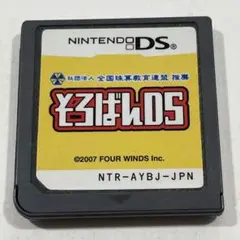 NINTENDO DS®
社団法人 全国珠算教育連盟 推薦
そろばんDS
©2007 FOUR WINDS Inc.
NTR-AYBJ-JPN